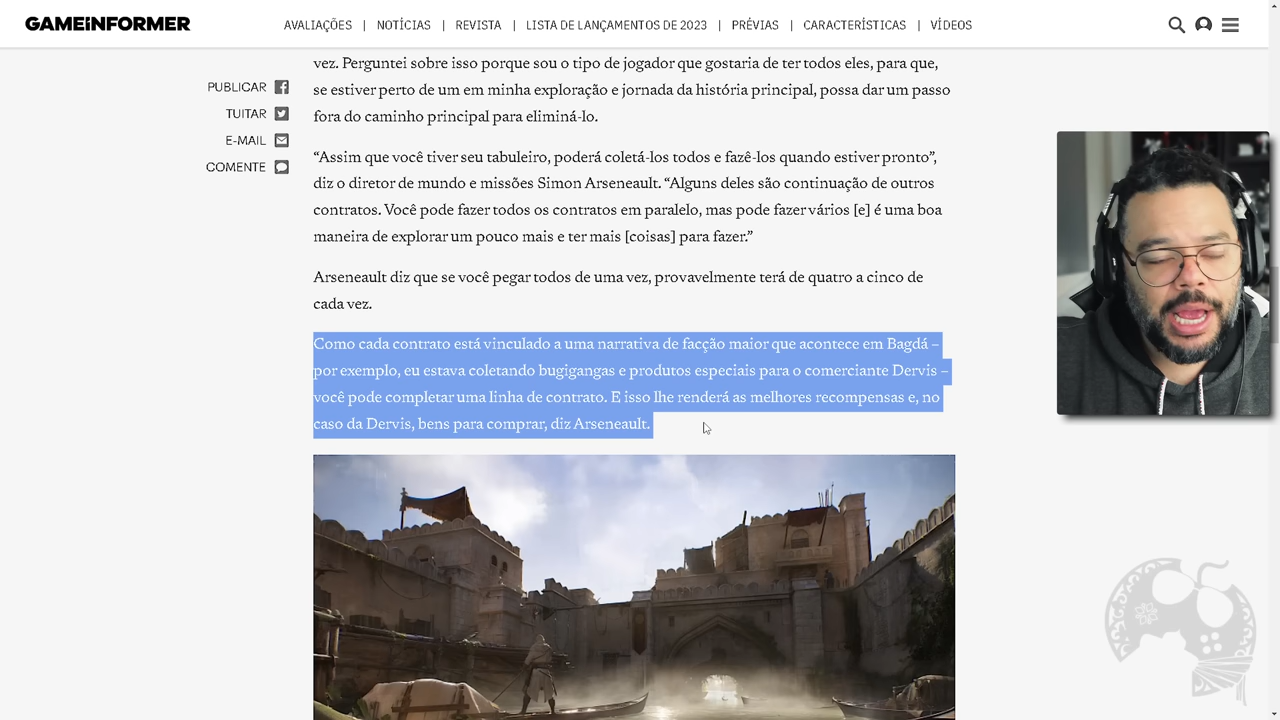 GAMEiNFORMER
AVALIAÇÕES | NOTÍCIAS | REVISTA | LISTA DE LANÇAMENTOS DE 2023 | PRÉVIAS | CARACTERÍSTICAS | VÍDEOS
PUBLICAR
TUITAR
E-MAIL
COMENTE
vez. Perguntei sobre isso porque sou o tipo de jogador que gostaria de ter todos eles, para que,
se estiver perto de um em minha exploração e jornada da história principal, possa dar um passo
fora do caminho principal para eliminá-lo.
“Assim que você tiver seu tabuleiro, poderá coletá-los todos e fazê-los quando estiver pronto”,
diz o diretor de mundo e missões Simon Arseneault. “Alguns deles são continuação de outros
contratos. Você pode fazer todos os contratos em paralelo, mas pode fazer vários [e] é uma boa
maneira de explorar um pouco mais e ter mais [coisas] para fazer.”
Arseneault diz que se você pegar todos de uma vez, provavelmente terá de quatro a cinco de
cada vez.
Como cada contrato está vinculado a uma narrativa de facção maior que acontece em Bagdá –
por exemplo, eu estava coletando bugigangas e produtos especiais para o comerciante Dervis –
você pode completar uma linha de contrato. E isso lhe renderá as melhores recompensas e, no
caso da Dervis, bens para comprar, diz Arseneault.